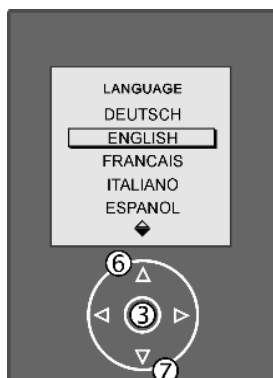 LANGUAGE
DEUTSCH
ENGLISH
FRANCAIS
ITALIANO
ESPANOL
6
3
7